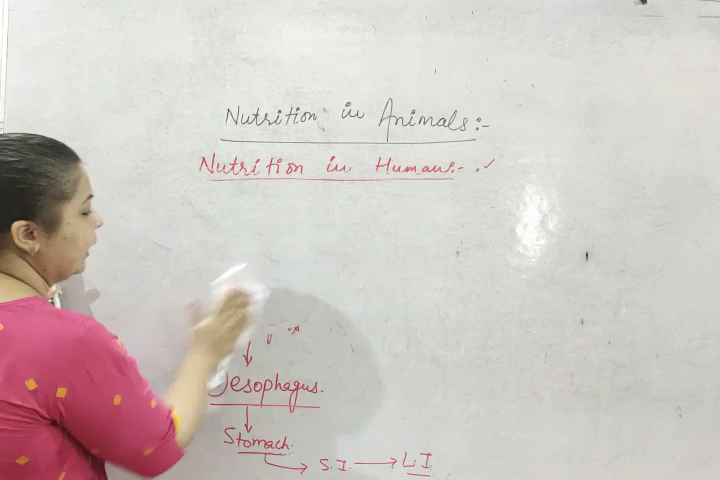 Nutrition in Animals:-
Nutrition in Humans:-
Oesophagus.
Stomach.
S.I. → L.I